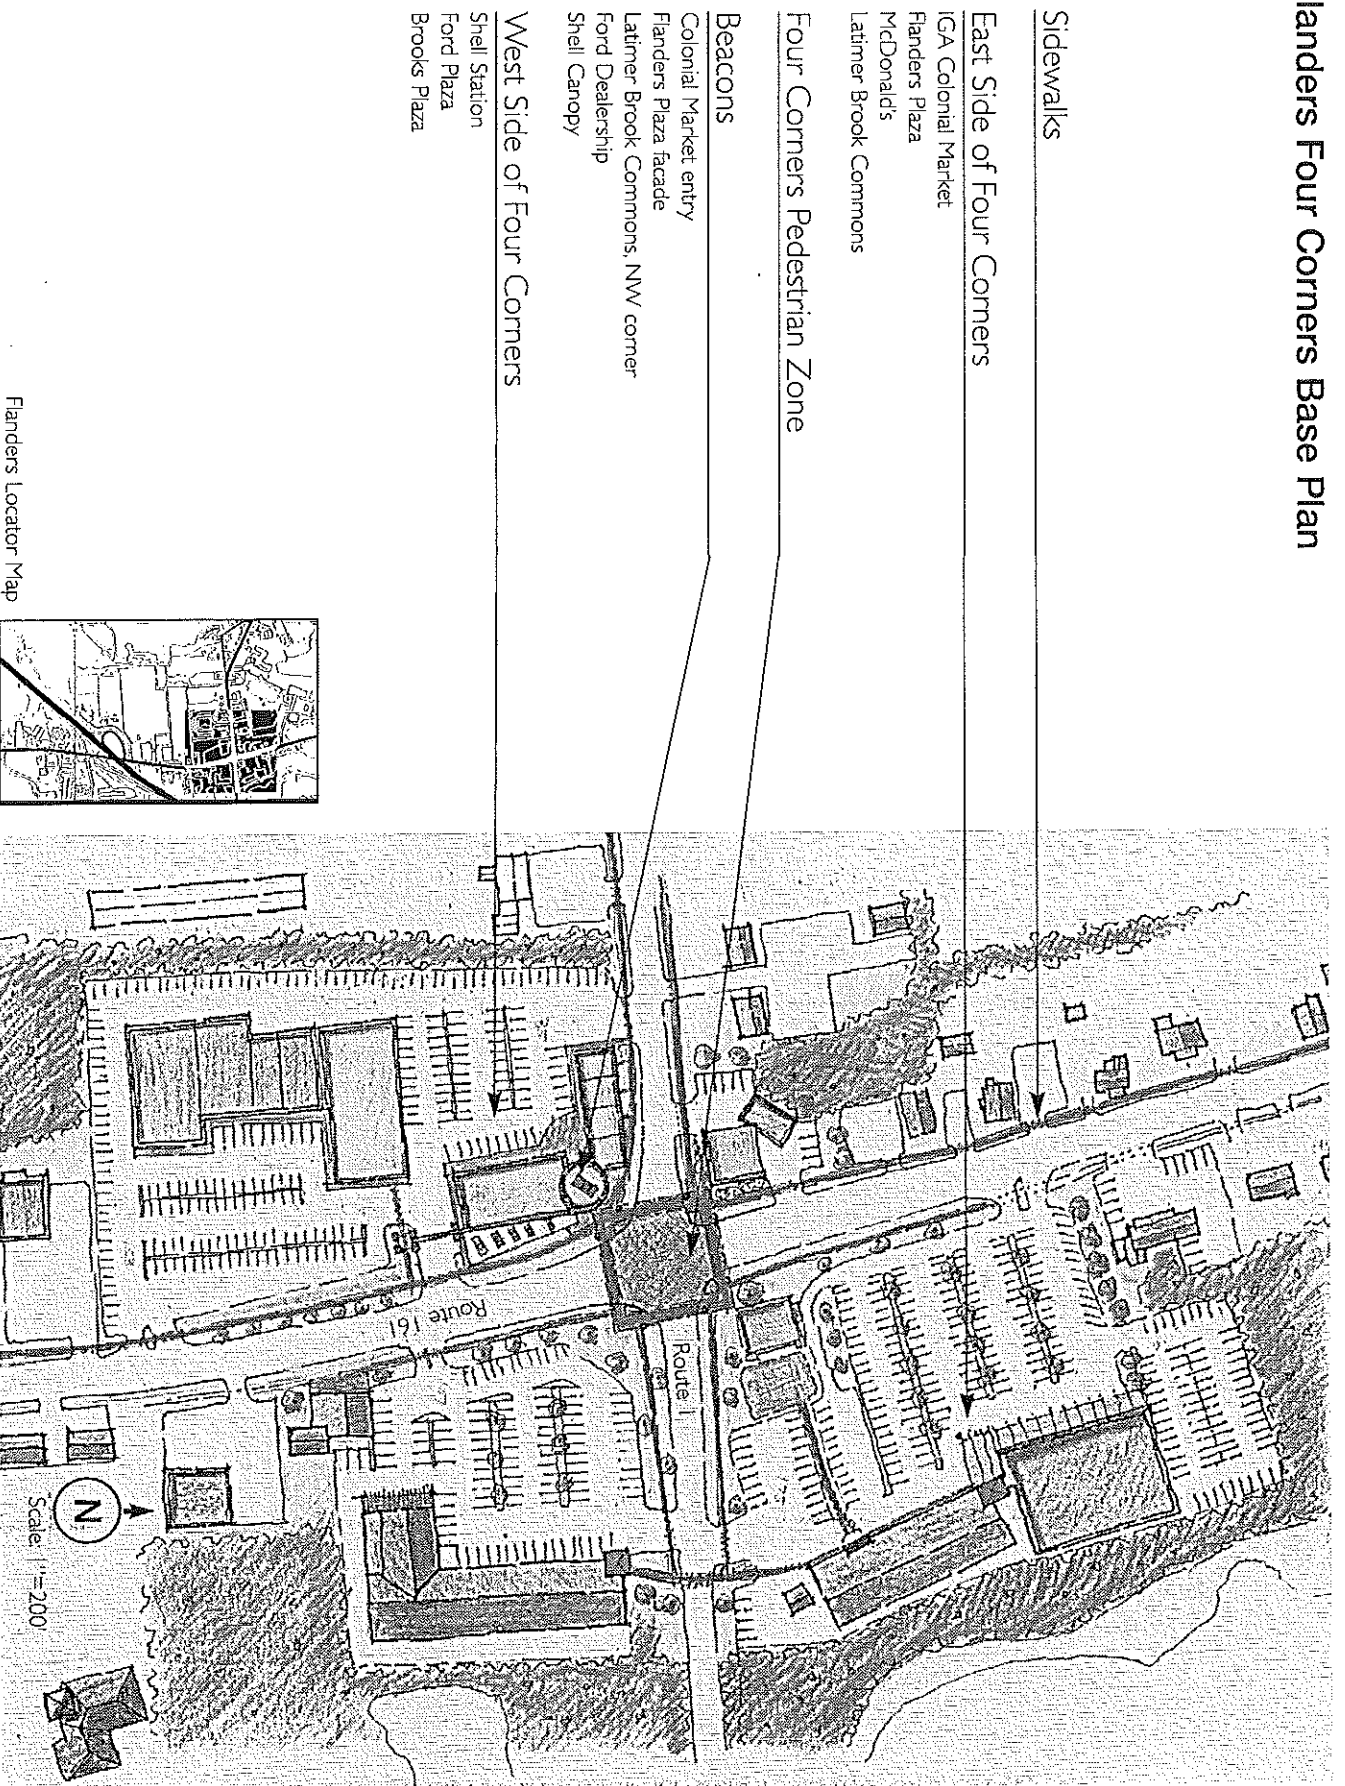 landers Four Corners Base Plan
Sidewalks
East Side of Four Corners
IGA Colonial Market
Flanders Plaza
McDonald's
Latimer Brook Commons
Four Corners Pedestrian Zone
Beacons
Colonial Market entry
Flanders Plaza facade
Latimer Brook Commons, NW corner
Ford Dealership
Shell Canopy
West Side of Four Corners
Shell Station
Ford Plaza
Brooks Plaza
Flanders Locator Map
Route 161
Route 1
N
Scale: 1"=200'